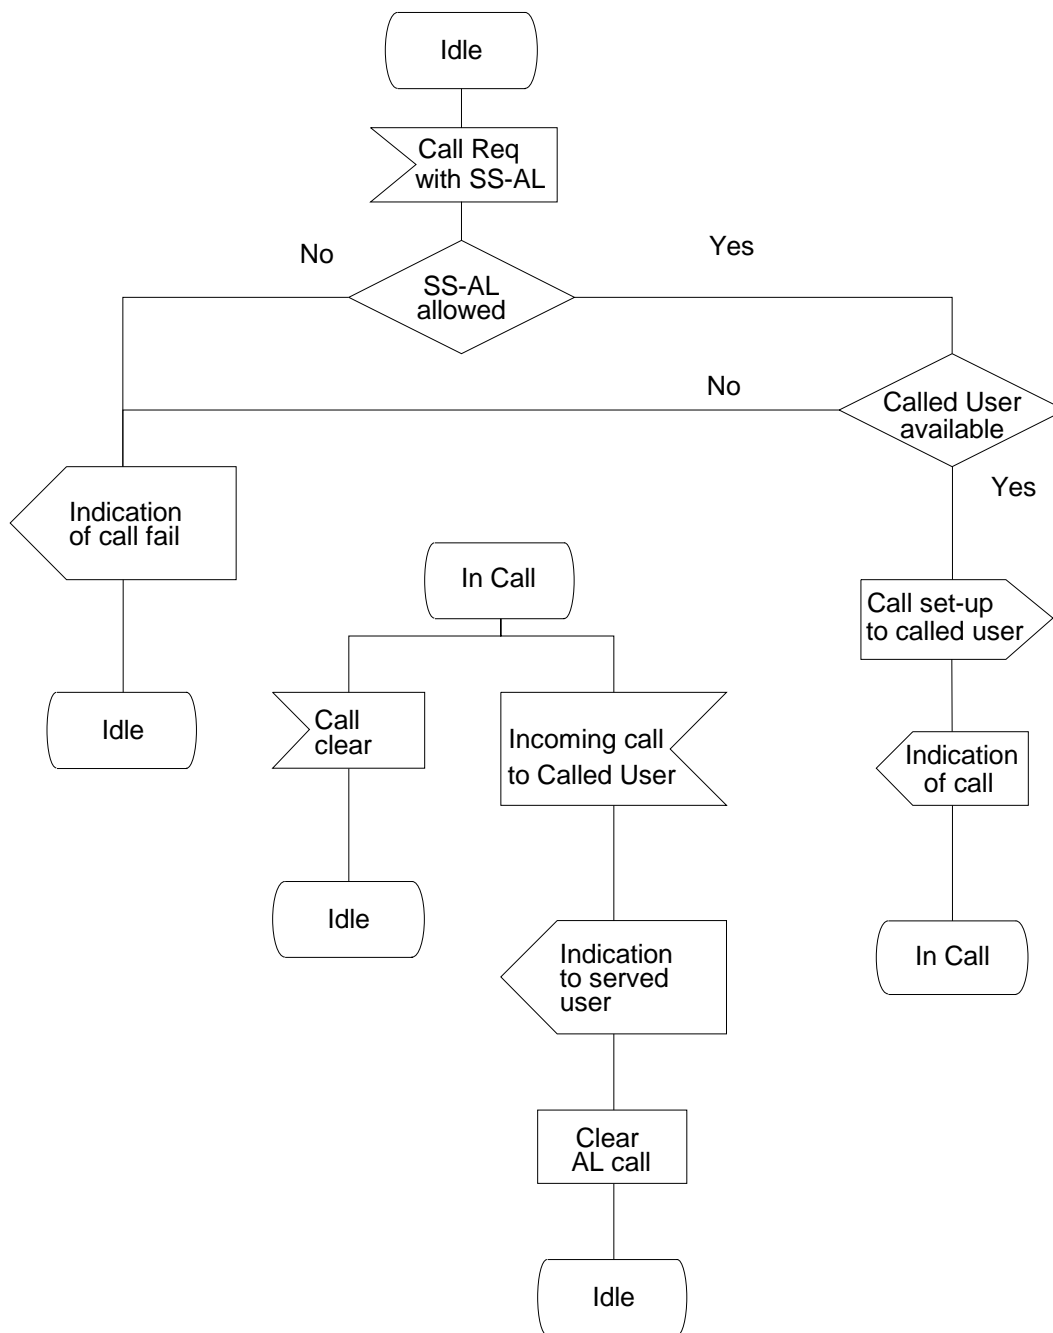 Idle
Call Req
with SS-AL
No
Yes
SS-AL
allowed
No
Called User
available
Yes
Indication
of call fail
In Call
Call set-up
to called user
Idle
Call
clear
Incoming call
to Called User
Indication
of call
Idle
Indication
to served
user
In Call
Clear
AL call
Idle